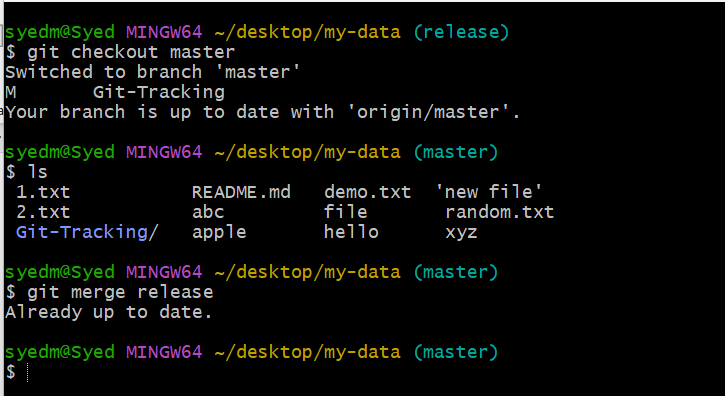 syedm@Syed MINGW64 ~/desktop/my-data (release)
$ git checkout master
Switched to branch 'master'
M       Git-Tracking
Your branch is up to date with 'origin/master'.
syedm@Syed MINGW64 ~/desktop/my-data (master)
$ ls
1.txt           README.md   demo.txt  'new file'
2.txt           abc         file       random.txt
Git-Tracking/   apple       hello      xyz
syedm@Syed MINGW64 ~/desktop/my-data (master)
$ git merge release
Already up to date.
syedm@Syed MINGW64 ~/desktop/my-data (master)
$